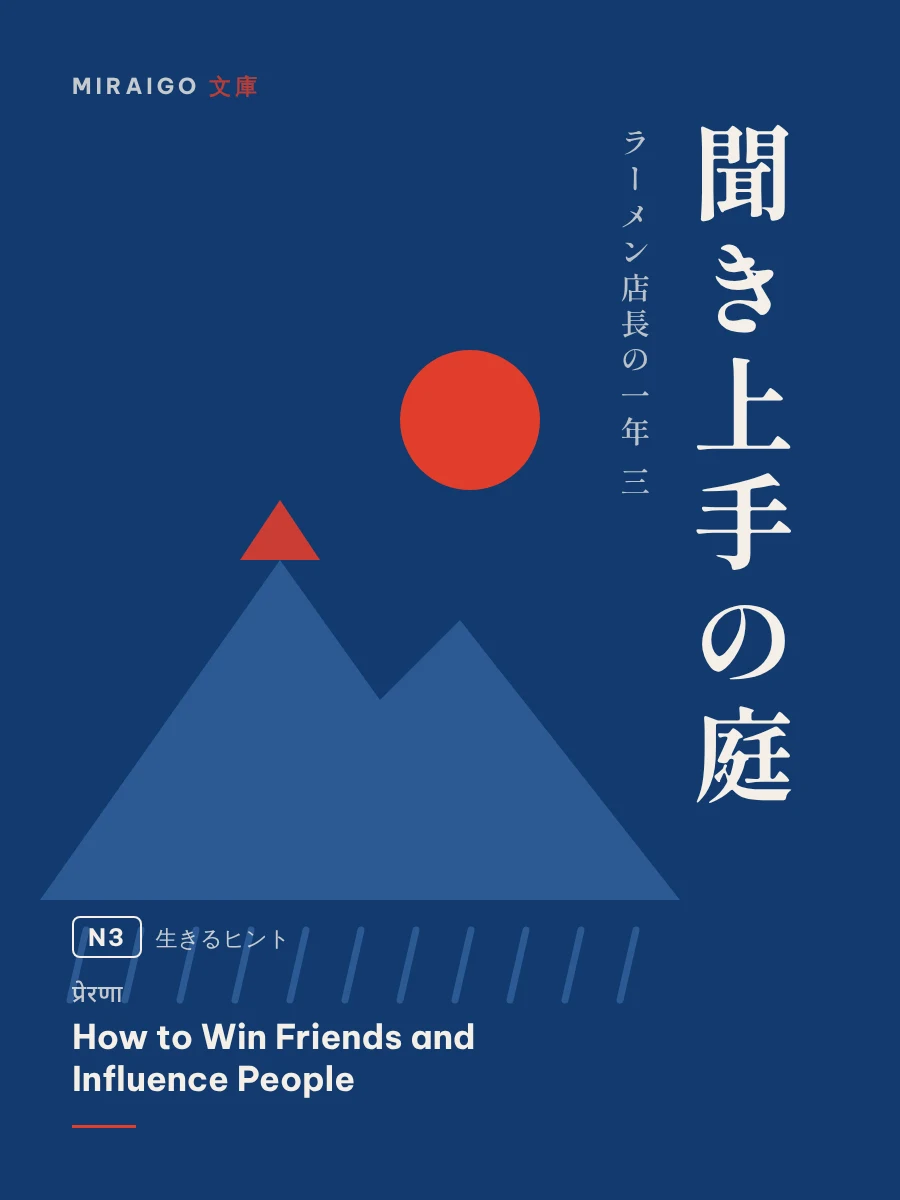 MIRAIGO 文庫
聞き上手の庭
ラーメン店長の一年 三
N3 生きるヒント
प्रेरणा
How to Win Friends and
Influence People